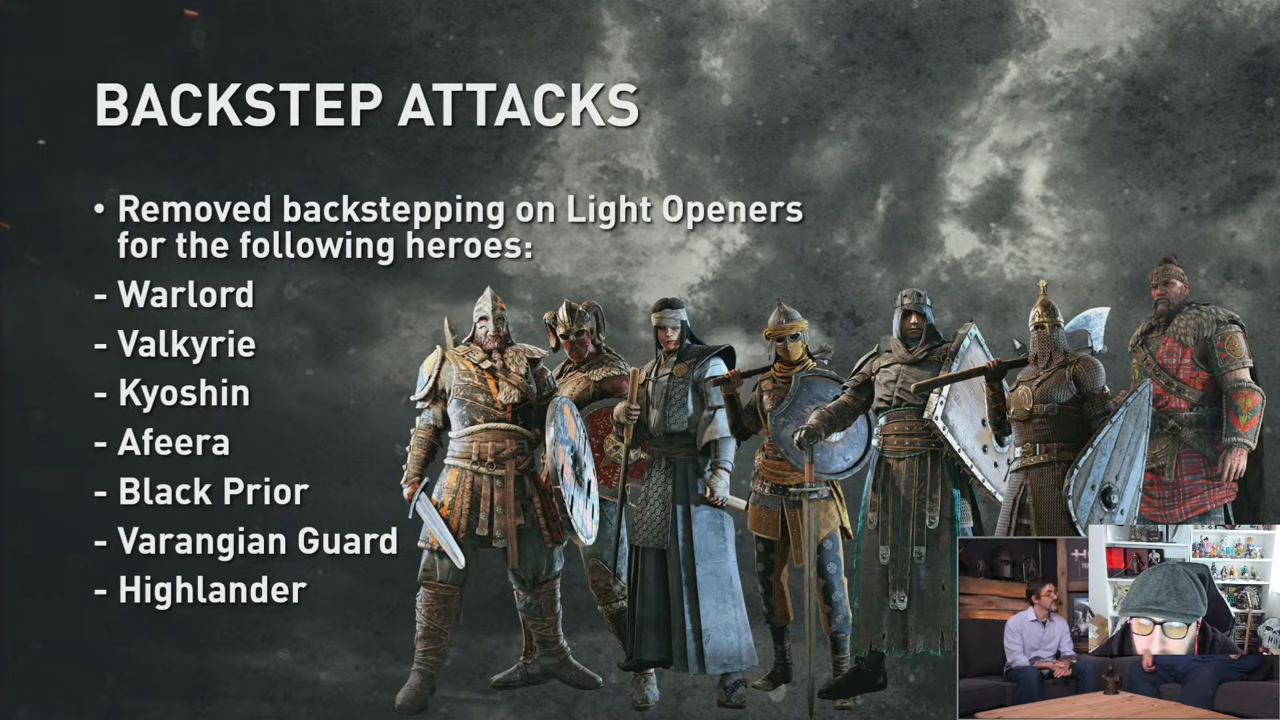 BACKSTEP ATTACKS
• Removed backstepping on Light Openers
for the following heroes:
- Warlord
- Valkyrie
- Kyoshin
- Afeera
- Black Prior
- Varangian Guard
- Highlander